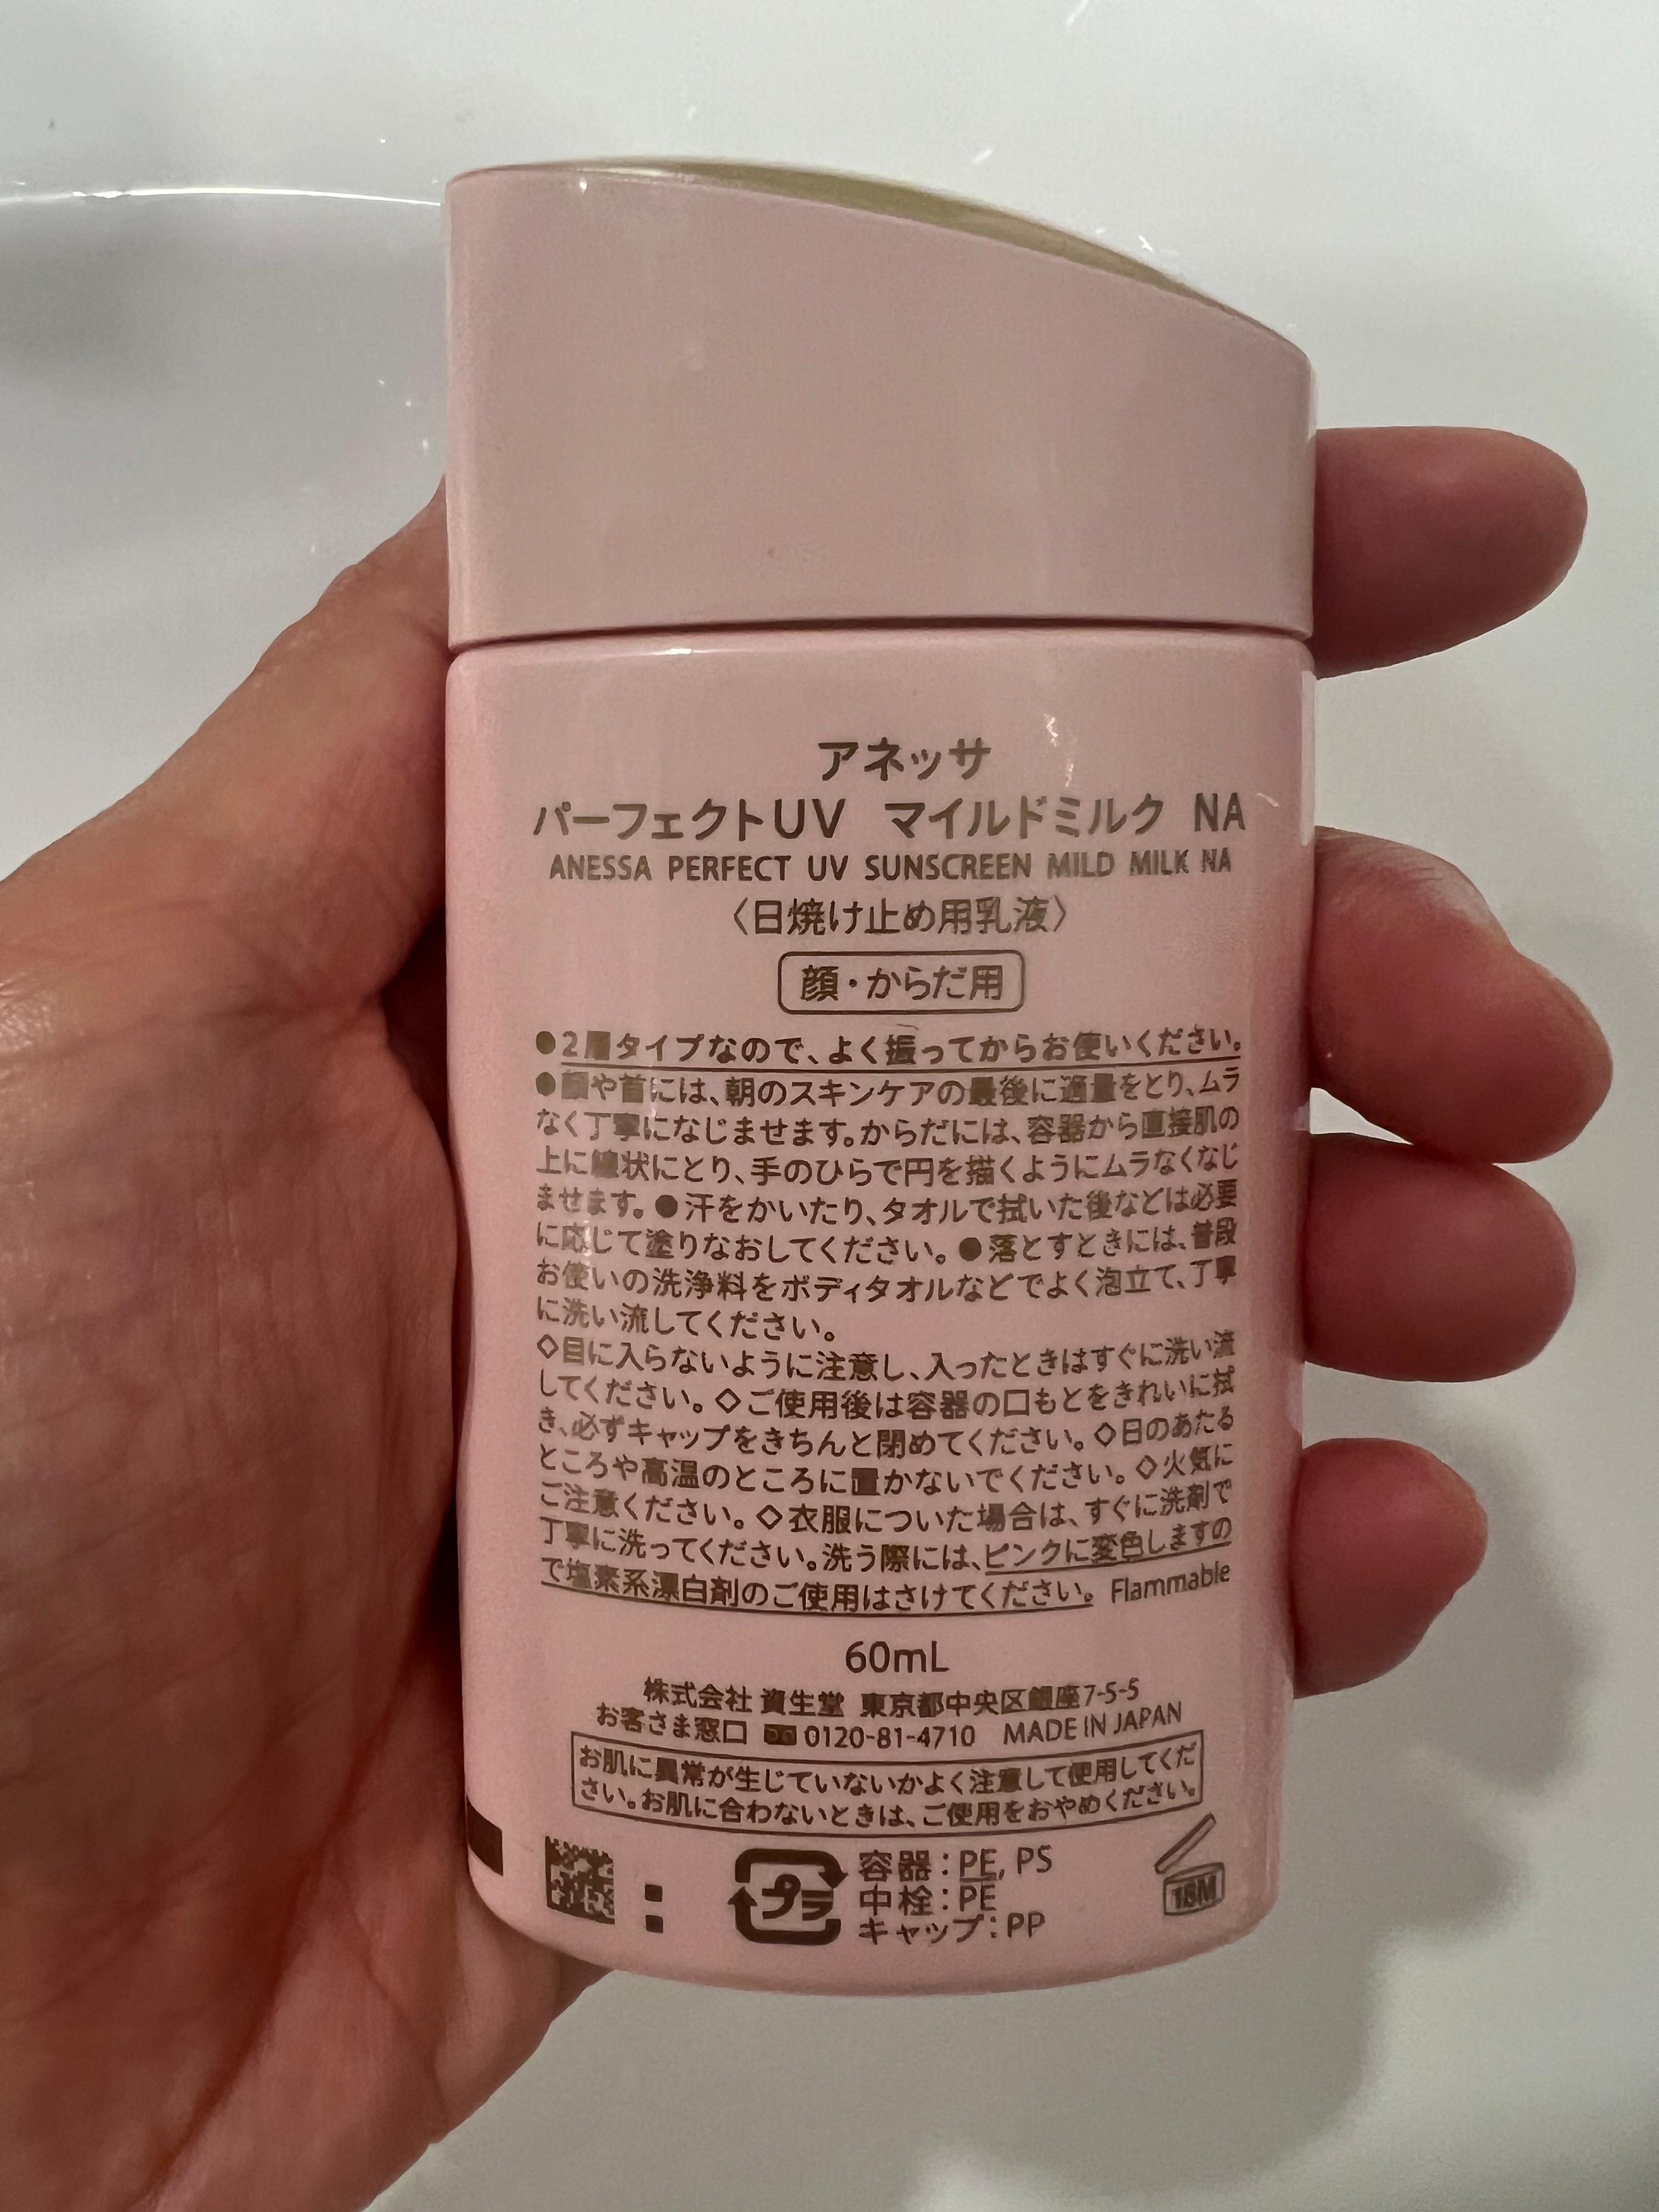 アネッサ
パーフェクトUV マイルドミルク NA
ANESSA PERFECT UV SUNSCREEN MILD MILK NA
〈日焼け止め用乳液〉
顔・からだ用
●2層タイプなので、よく振ってからお使いください。
●顔や首には、朝のスキンケアの最後に適量をとり、ムラ
なく丁寧になじませます。からだには、容器から直接肌の
上に線状にとり、手のひらで円を描くようにムラなくなじ
ませます。●汗をかいたり、タオルで拭いた後などは必要
に応じて塗りなおしてください。●落とすときには、普段
お使いの洗浄料をボディタオルなどでよく泡立て、丁寧
に洗い流してください。
◇目に入らないように注意し、入ったときはすぐに洗い流
してください。◇ご使用後は容器の口もとをきれいに拭
き、必ずキャップをきちんと閉めてください。◇日のあたる
ところや高温のところに置かないでください。◇火気に
ご注意ください。◇衣服についた場合は、すぐに洗剤で
丁寧に洗ってください。洗う際には、ピンクに変色しますの
で塩素系漂白剤のご使用はさけてください。 Flammable
60mL
株式会社 資生堂 東京都中央区銀座7-5-5
お客さま窓口 0120-81-4710 MADE IN JAPAN
お肌に異常が生じていないかよく注意して使用してくだ
さい。お肌に合わないときは、ご使用をおやめください。
プラ
容器:PE, PS
中栓:PE
キャップ:PP
18M